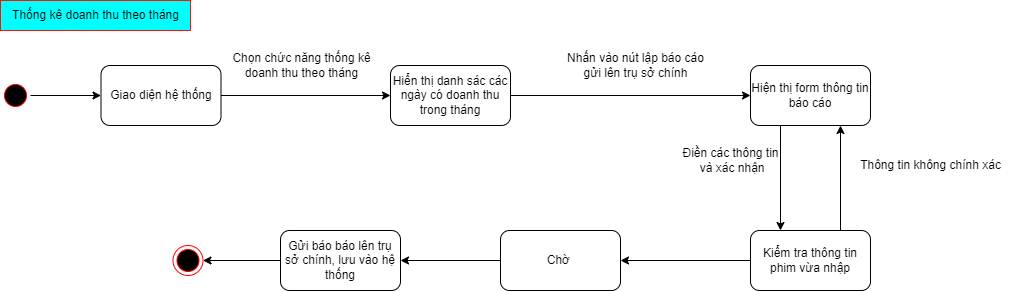 Thống kê doanh thu theo tháng
Chọn chức năng thống kê
doanh thu theo tháng
Nhấn vào nút lập báo cáo
gửi lên trụ sở chính
Giao diện hệ thống
Hiển thị danh sác các
ngày có doanh thu
trong tháng
Hiện thị form thông tin
báo cáo
Điền các thông tin
và xác nhận
Thông tin không chính xác
Gửi báo báo lên trụ
sở chính, lưu vào hệ
thống
Chờ
Kiểm tra thông tin
phim vừa nhập